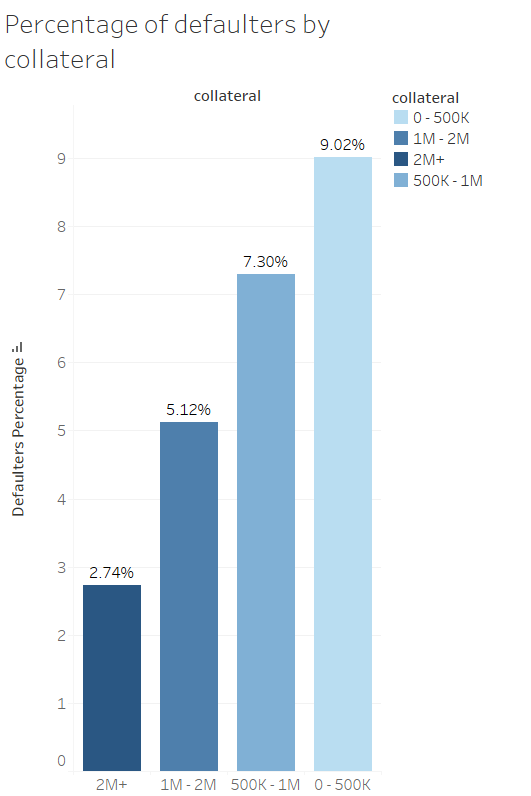 Percentage of defaulters by
collateral
collateral
collateral
0 - 500K
1M - 2M
2M+
500K - 1M
Defaulters Percentage
9
8
7
6
5
4
3
2
1
0
2.74%
5.12%
7.30%
9.02%
2M+
1M - 2M
500K - 1M
0 - 500K